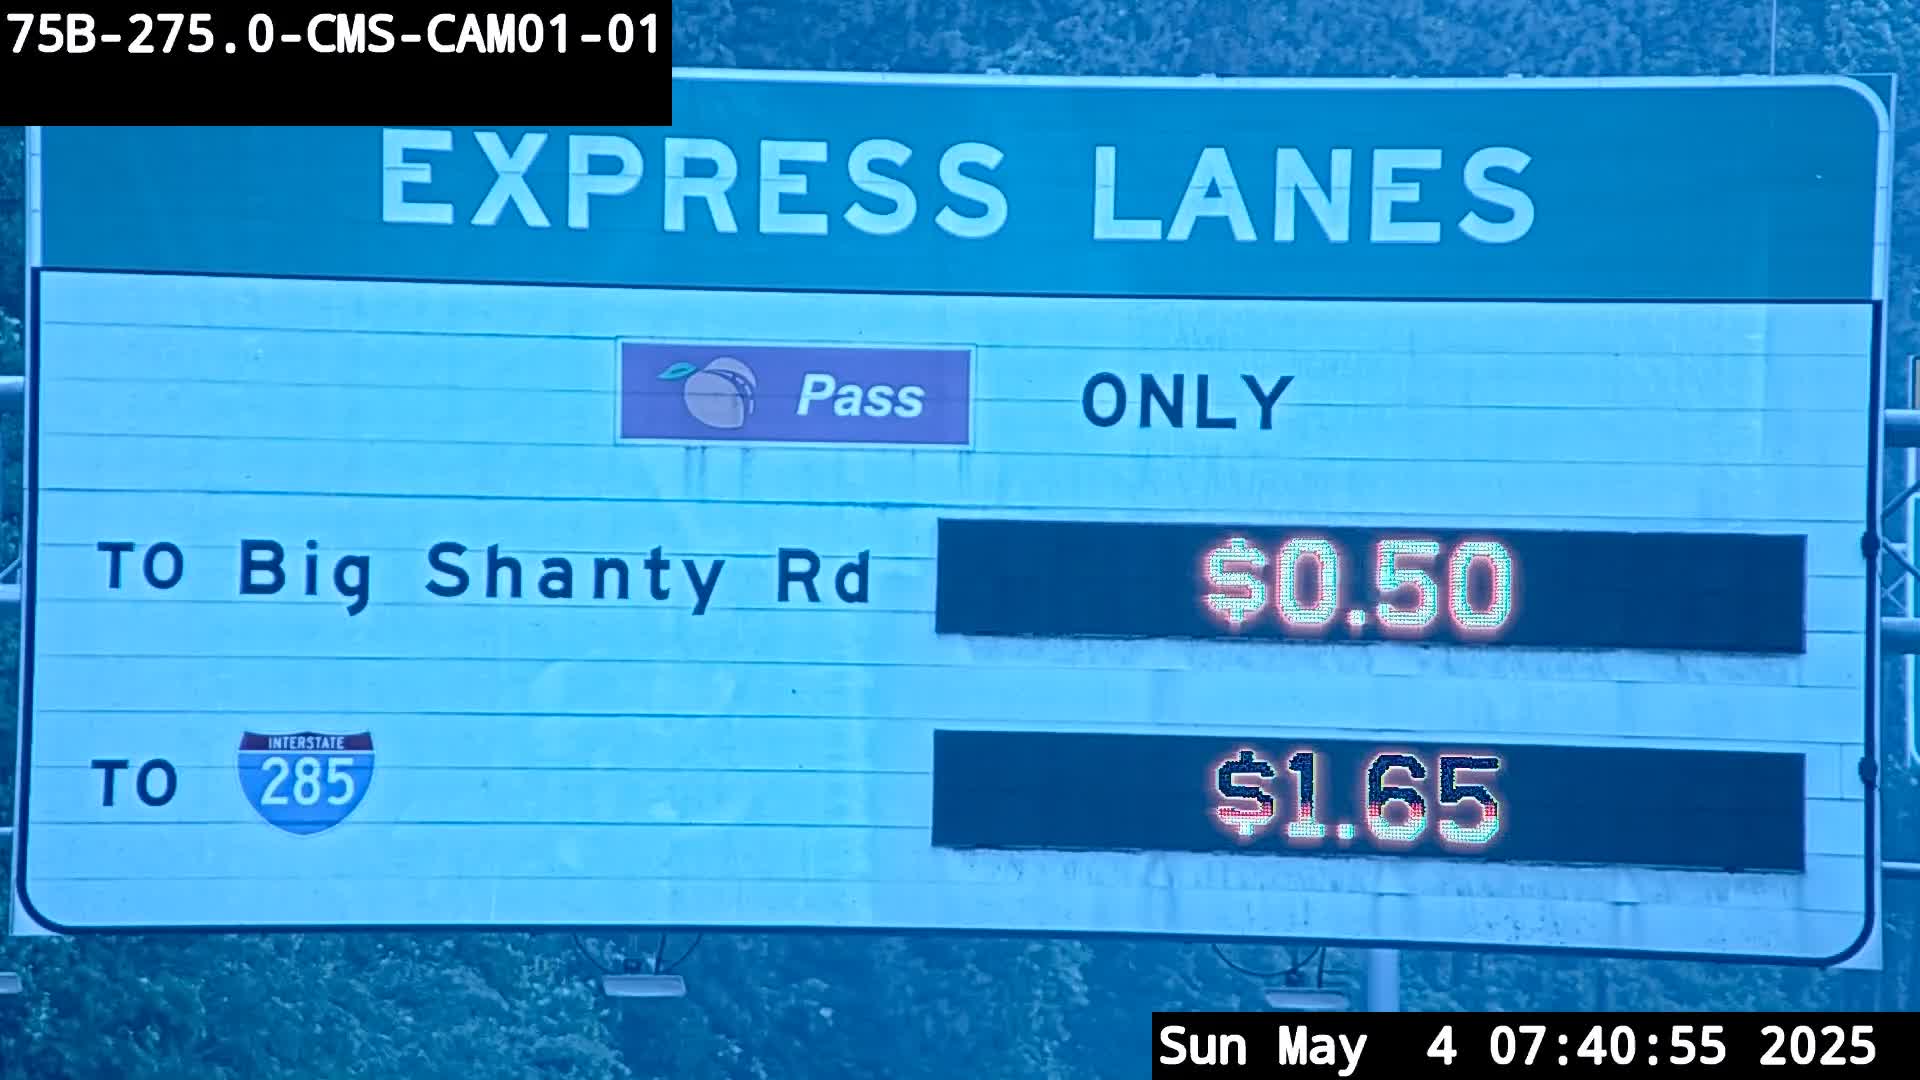 75B-275.0-CMS-CAM01-01
EXPRESS LANES
Pass ONLY
TO Big Shanty Rd $0.50
INTERSTATE
TO 285 $1.65
Sun May 4 07:40:55 2025